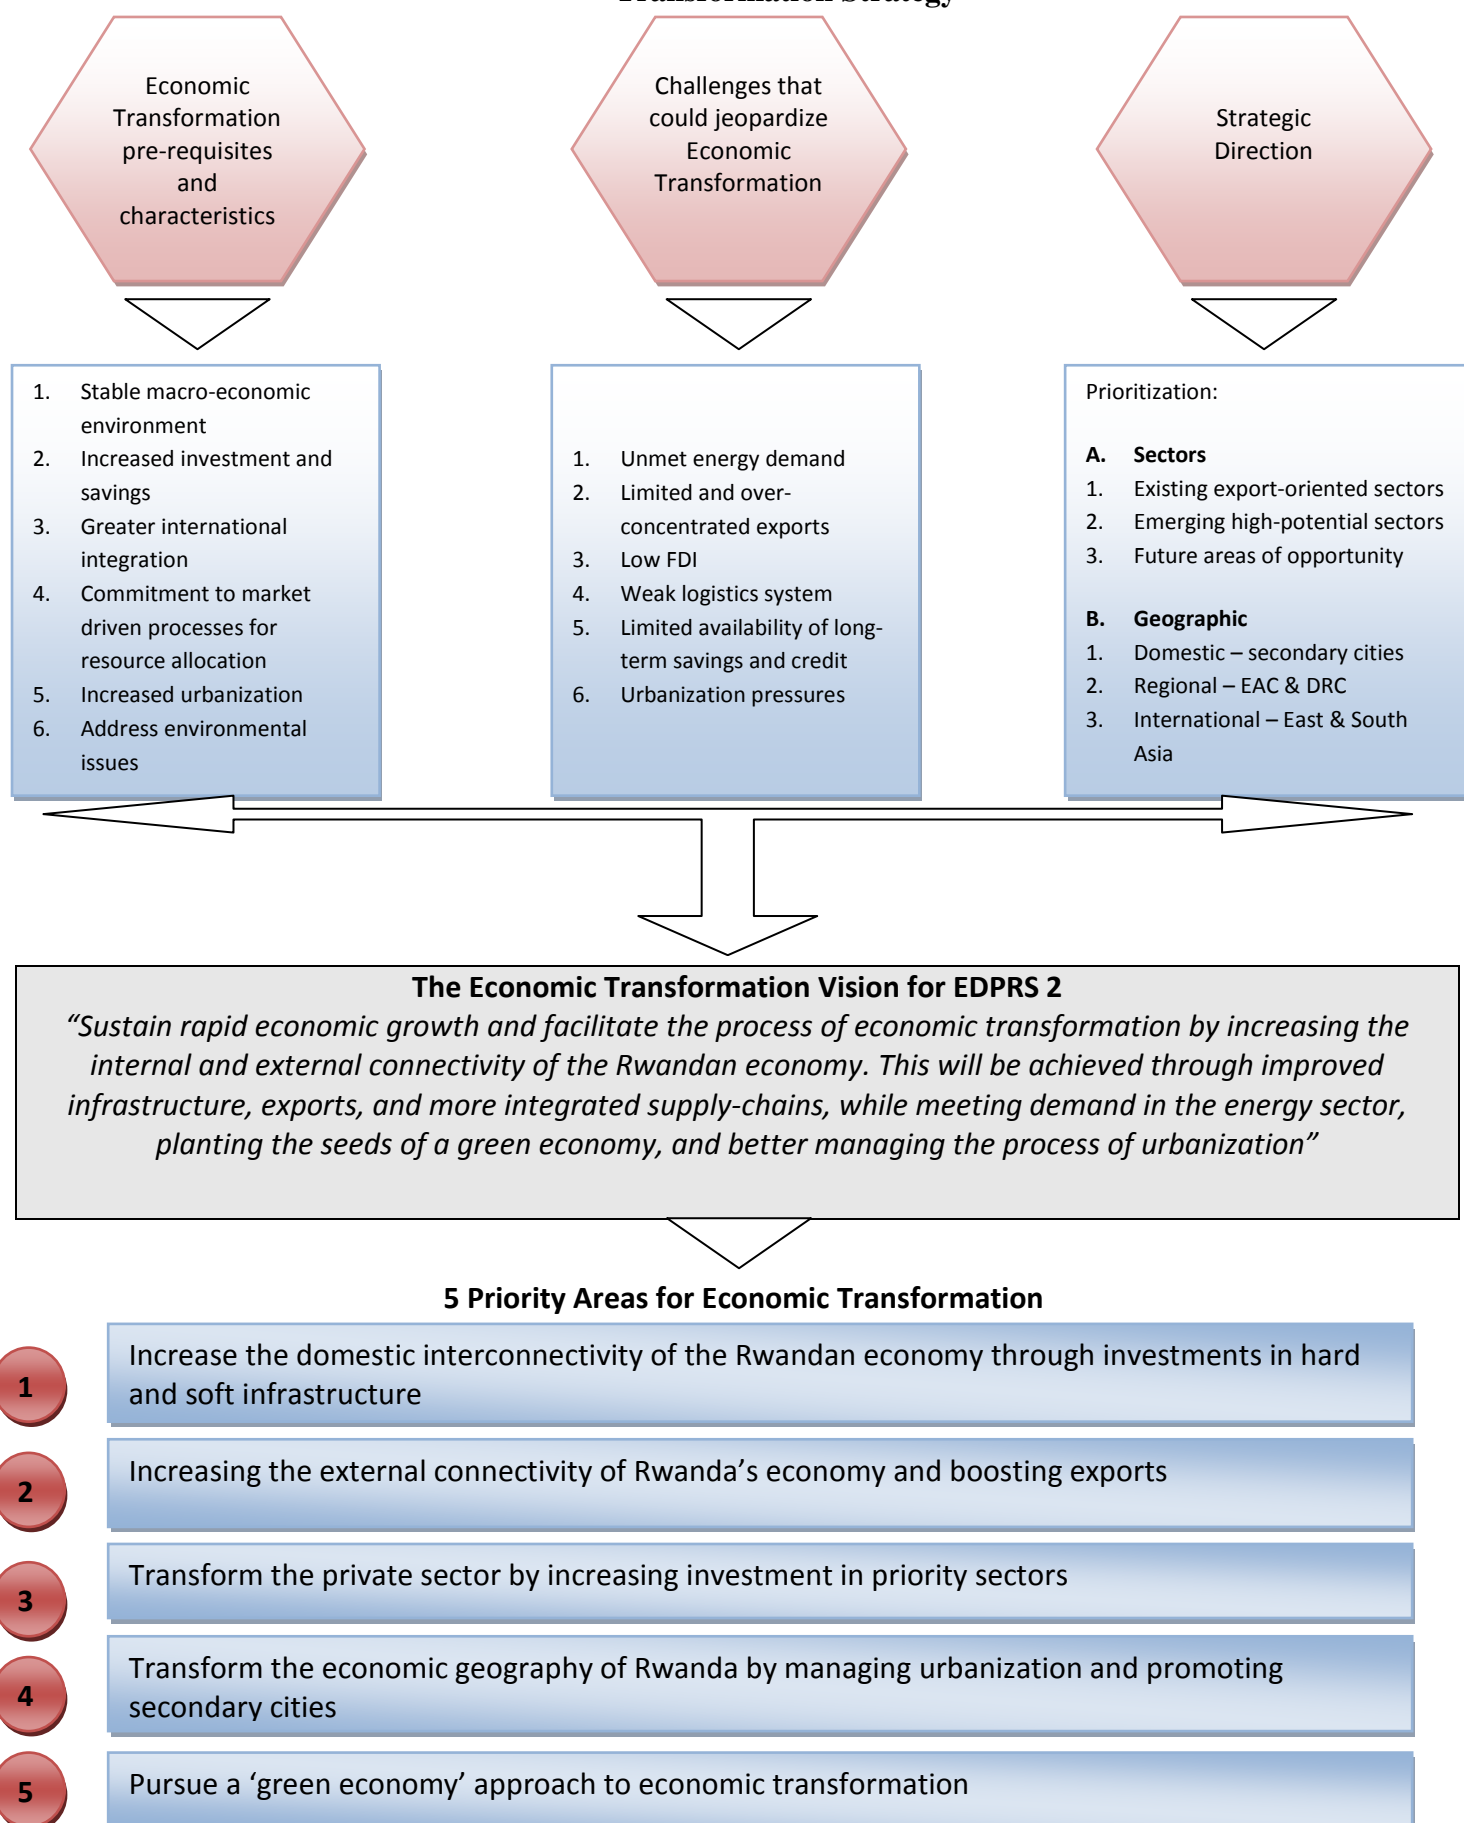 Transformation Strategy
Economic
Transformation
pre-requisites
and
characteristics
Challenges that
could jeopardize
Economic
Transformation
Strategic
Direction
1. Stable macro-economic
environment
2. Increased investment and
savings
3. Greater international
integration
4. Commitment to market
driven processes for
resource allocation
5. Increased urbanization
6. Address environmental
issues
1. Unmet energy demand
2. Limited and over-
concentrated exports
3. Low FDI
4. Weak logistics system
5. Limited availability of long-
term savings and credit
6. Urbanization pressures
Prioritization:
A. Sectors
1. Existing export-oriented sectors
2. Emerging high-potential sectors
3. Future areas of opportunity
B. Geographic
1. Domestic – secondary cities
2. Regional – EAC & DRC
3. International – East & South
Asia
The Economic Transformation Vision for EDPRS 2
“Sustain rapid economic growth and facilitate the process of economic transformation by increasing the
internal and external connectivity of the Rwandan economy. This will be achieved through improved
infrastructure, exports, and more integrated supply-chains, while meeting demand in the energy sector,
planting the seeds of a green economy, and better managing the process of urbanization”
5 Priority Areas for Economic Transformation
1
Increase the domestic interconnectivity of the Rwandan economy through investments in hard
and soft infrastructure
2
Increasing the external connectivity of Rwanda’s economy and boosting exports
3
Transform the private sector by increasing investment in priority sectors
4
Transform the economic geography of Rwanda by managing urbanization and promoting
secondary cities
5
Pursue a ‘green economy’ approach to economic transformation